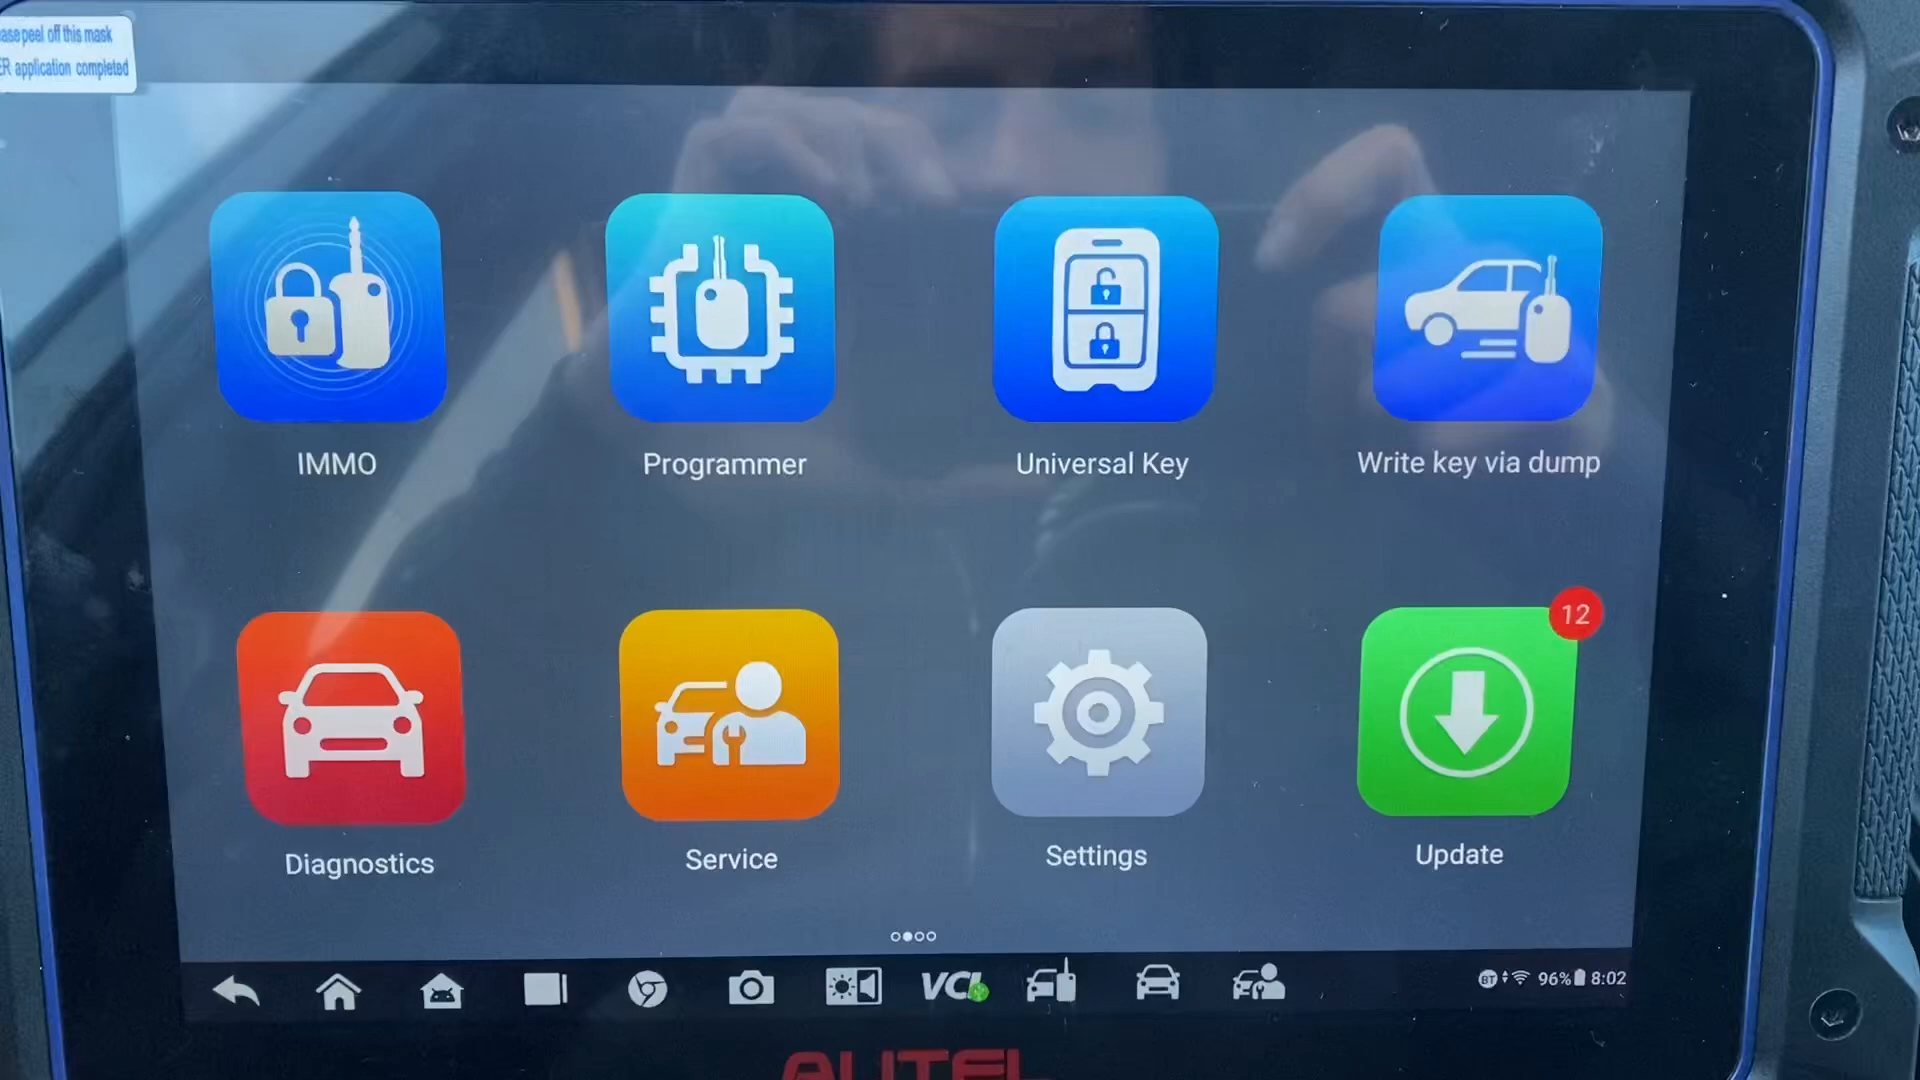 peel off this mask
application completed
IMMO
Programmer
Universal Key
Write key via dump
12
Diagnostics
Service
Settings
Update
VCI
BT 96% 8:02
AUTEL